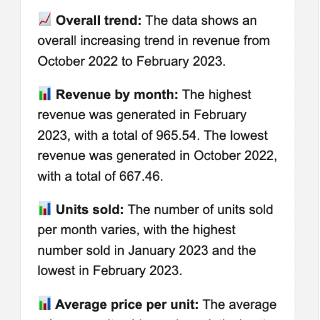 📈 Overall trend: The data shows an
overall increasing trend in revenue from
October 2022 to February 2023.
📊 Revenue by month: The highest
revenue was generated in February
2023, with a total of 965.54. The lowest
revenue was generated in October 2022,
with a total of 667.46.
📊 Units sold: The number of units sold
per month varies, with the highest
number sold in January 2023 and the
lowest in February 2023.
📊 Average price per unit: The average